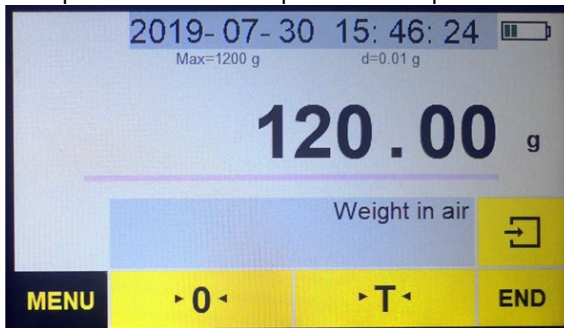 2019-07-30 15:46:24
Max=1200 g d=0.01 g
120.00 g
Weight in air
MENU ▸0◂ ▸T◂ END